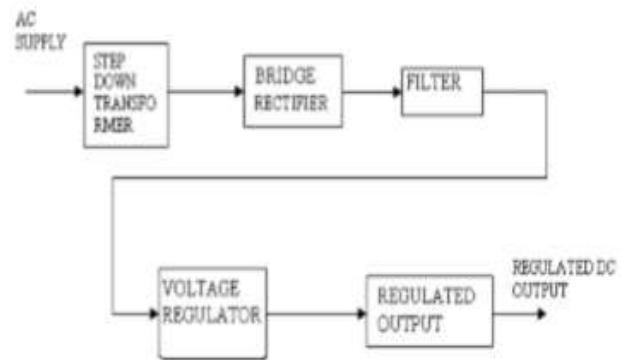 AC
SUPPLY
STEP
DOWN
TRANSFO
RMER
BRIDGE
RECTIFIER
FILTER
VOLTAGE
REGULATOR
REGULATED
OUTPUT
REGULATED DC
OUTPUT